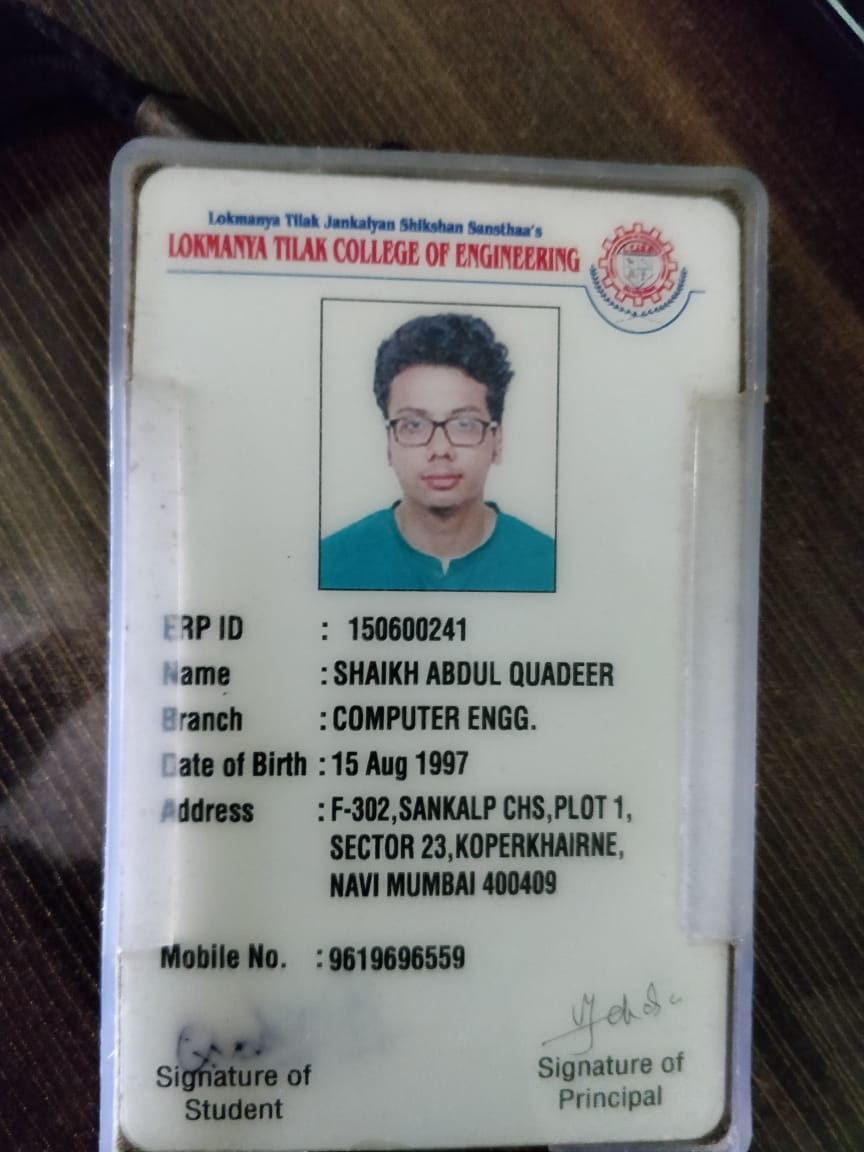 Lokmanya Tilak Jankalyan Shikshan Sansthaa's
LOKMANYA TILAK COLLEGE OF ENGINEERING
ERP ID : 150600241
Name : SHAIKH ABDUL QUADEER
Branch : COMPUTER ENGG.
Date of Birth : 15 Aug 1997
Address : F-302,SANKALP CHS,PLOT 1,
SECTOR 23,KOPERKHAIRNE,
NAVI MUMBAI 400409
Mobile No. : 9619696559
Signature of
Student
Signature of
Principal